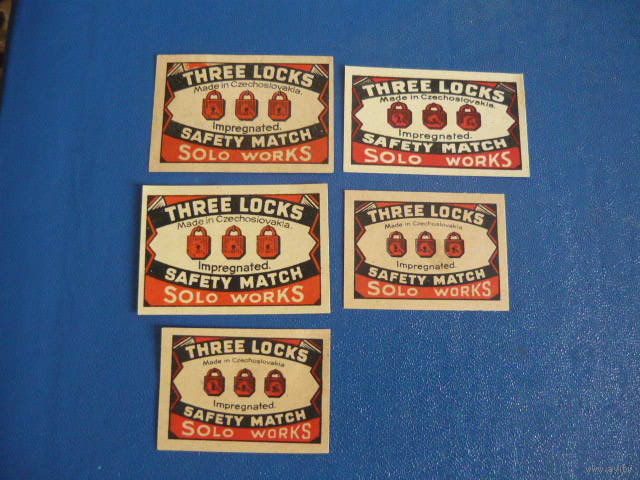 THREE LOCKS
Made in Czechoslovakia.
Impregnated.
SAFETY MATCH
SOLO WORKS
THREE LOCKS
Made in Czechoslovakia.
Impregnated.
SAFETY MATCH
SOLO WORKS
THREE LOCKS
Made in Czechoslovakia.
Impregnated.
SAFETY MATCH
SOLO WORKS
THREE LOCKS
Made in Czechoslovakia
Impregnated.
SAFETY MATCH
SOLO WORKS
THREE LOCKS
Made in Czechoslovakia
Impregnated.
SAFETY MATCH
SOLO WORKS